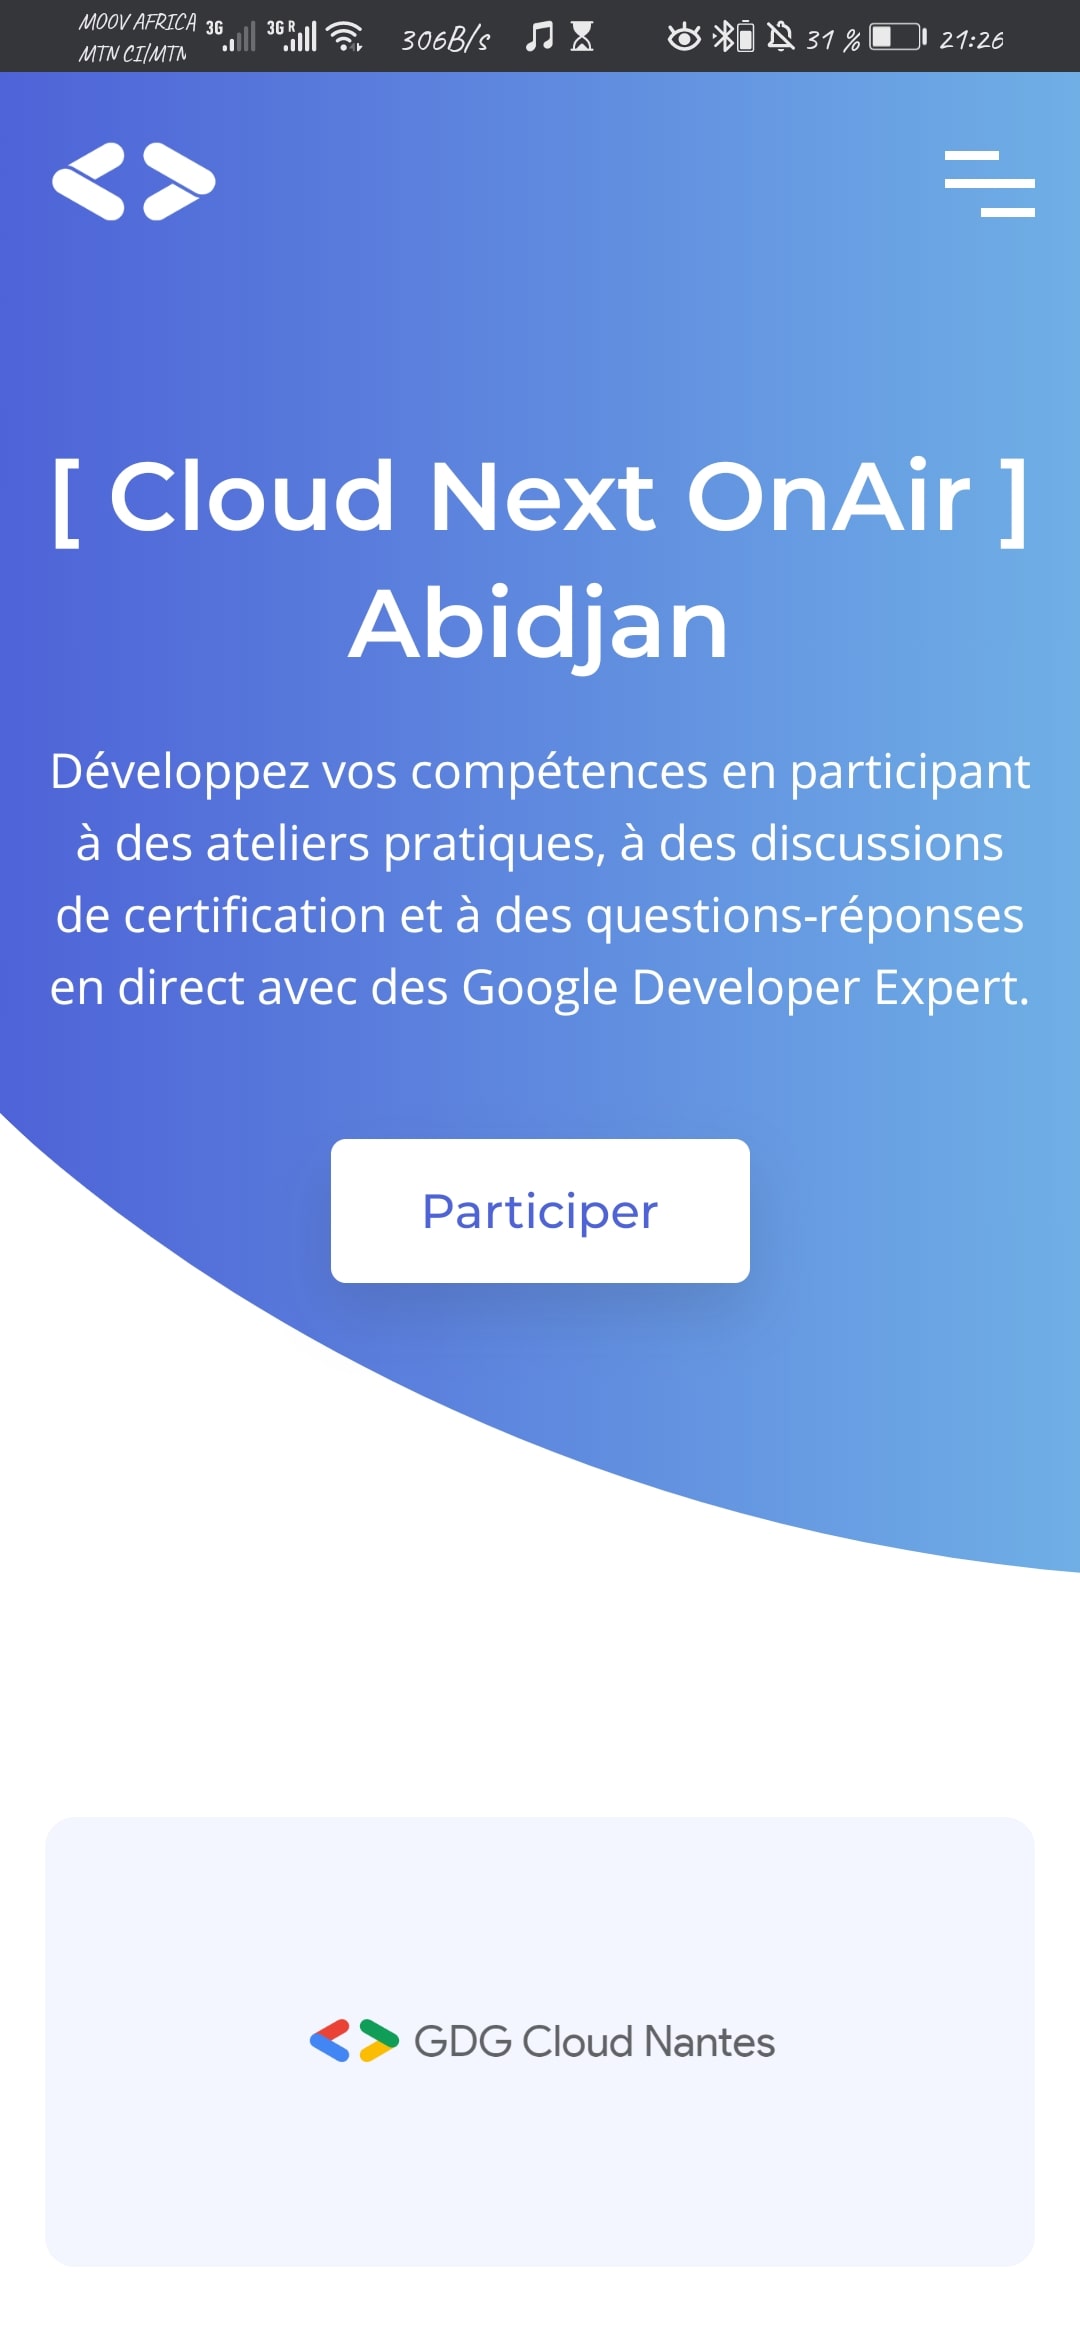 MOOV AFRICA 3G 3G R 306B/s 31 % 21:26
MTN CI/MTN
[ Cloud Next OnAir ]
Abidjan
Développez vos compétences en participant
à des ateliers pratiques, à des discussions
de certification et à des questions-réponses
en direct avec des Google Developer Expert.
Participer
GDG Cloud Nantes